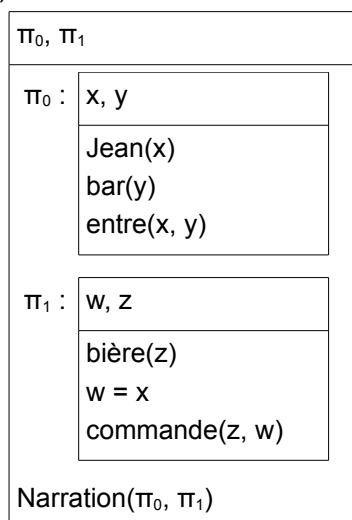 π₀, π₁
π₀ : x, y
Jean(x)
bar(y)
entre(x, y)
π₁ : w, z
bière(z)
w = x
commande(z, w)
Narration(π₀, π₁)